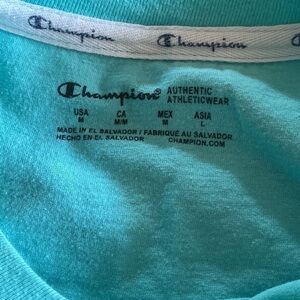 Champion Champion
Champion AUTHENTIC ATHLETICWEAR
USA CA MEX ASIA
M M/M M L
MADE IN EL SALVADOR / FABRIQUÉ AU SALVADOR
HECHO EN EL SALVADOR CHAMPION.COM